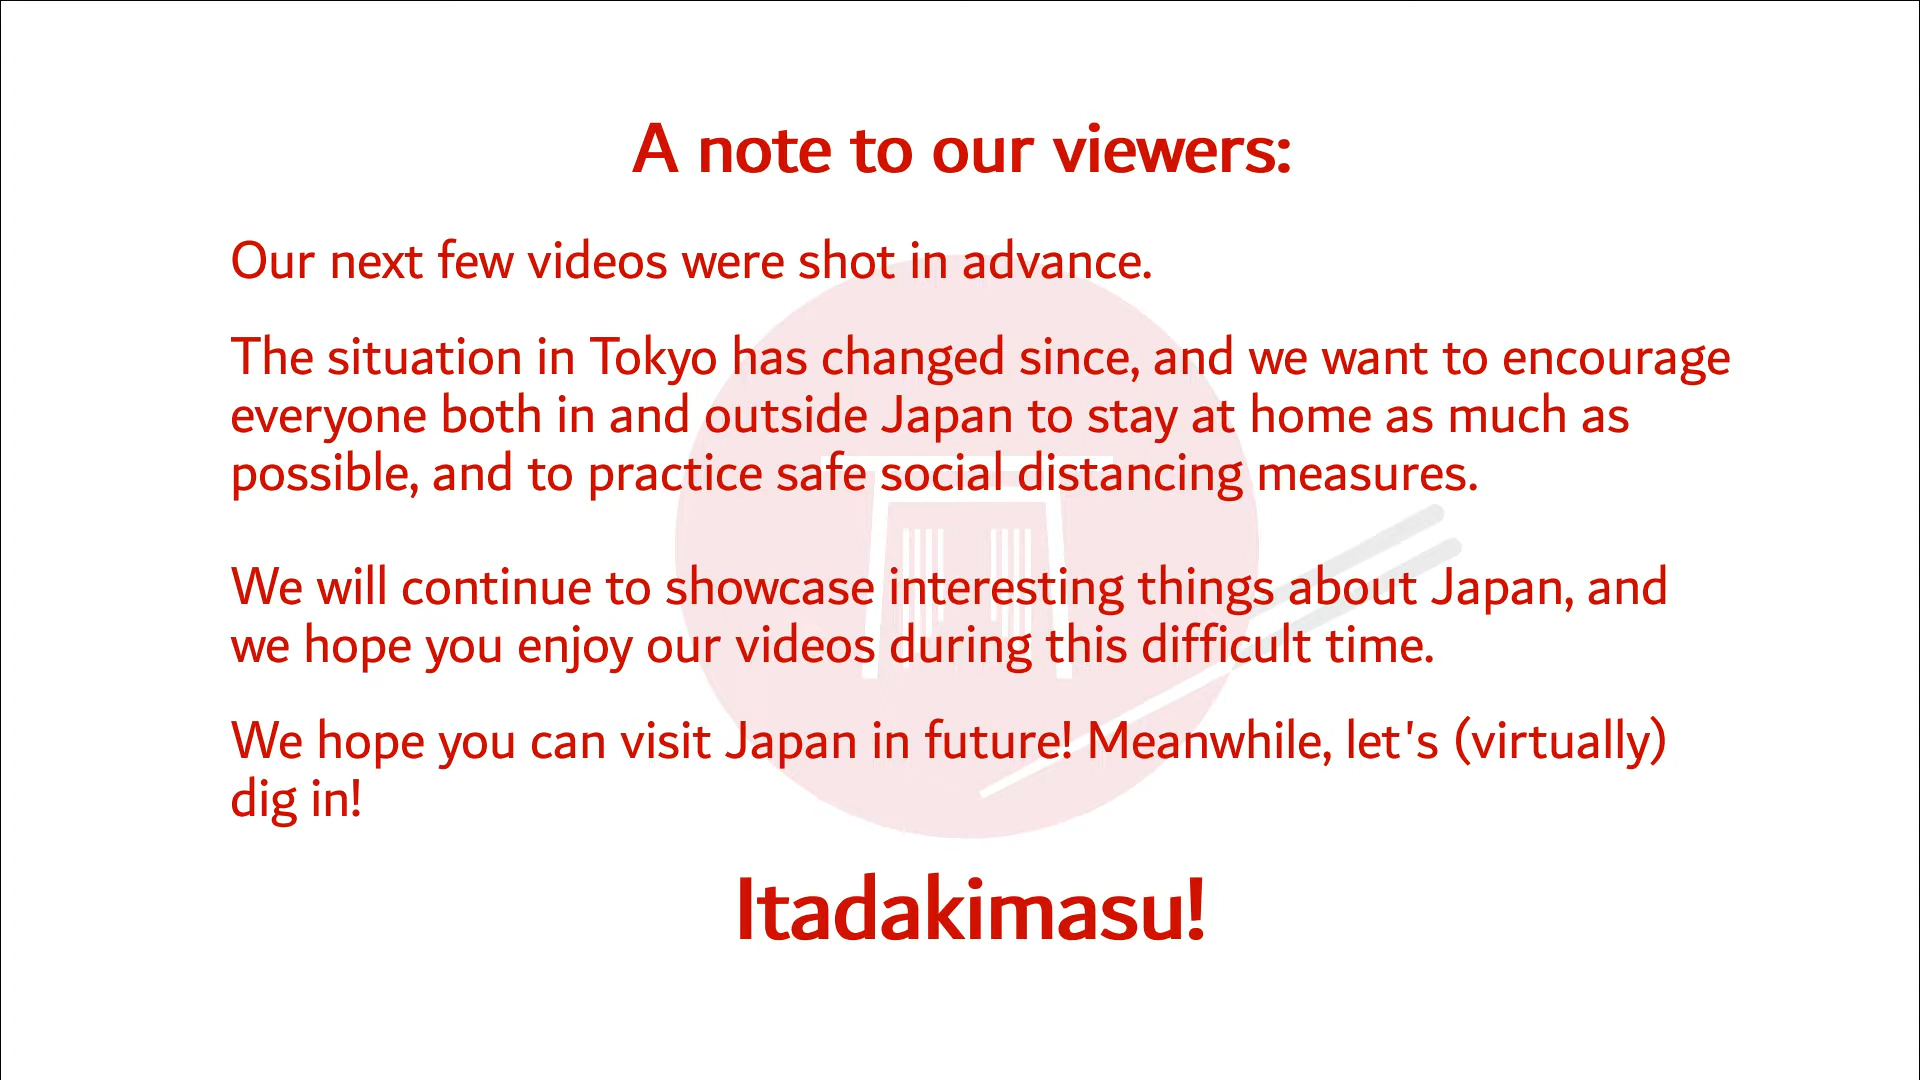 A note to our viewers:
Our next few videos were shot in advance.
The situation in Tokyo has changed since, and we want to encourage
everyone both in and outside Japan to stay at home as much as
possible, and to practice safe social distancing measures.
We will continue to showcase interesting things about Japan, and
we hope you enjoy our videos during this difficult time.
We hope you can visit Japan in future! Meanwhile, let's (virtually)
dig in!
Itadakimasu!